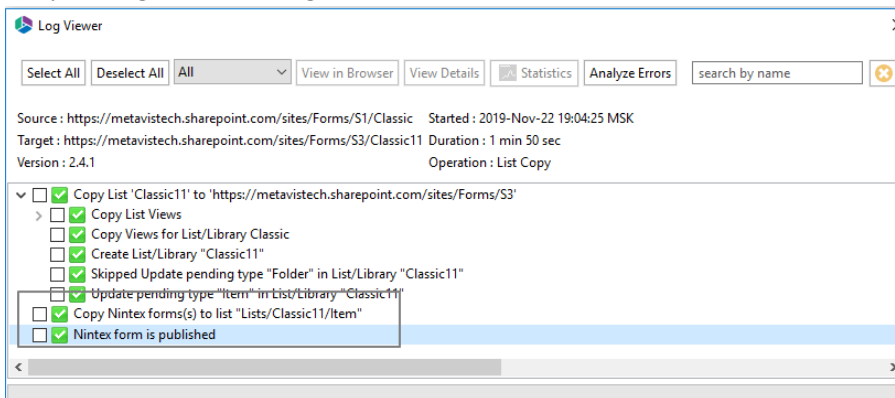 Log Viewer
Select All Deselect All All View in Browser View Details Statistics Analyze Errors search by name
Source : https://metavistech.sharepoint.com/sites/Forms/S1/Classic Started : 2019-Nov-22 19:04:25 MSK
Target : https://metavistech.sharepoint.com/sites/Forms/S3/Classic11 Duration : 1 min 50 sec
Version : 2.4.1 Operation : List Copy
Copy List 'Classic11' to 'https://metavistech.sharepoint.com/sites/Forms/S3'
Copy List Views
Copy Views for List/Library Classic
Create List/Library "Classic11"
Skipped Update pending type "Folder" in List/Library "Classic11"
Update pending type "Item" in List/Library "Classic11"
Copy Nintex forms(s) to list "Lists/Classic11/Item"
Nintex form is published